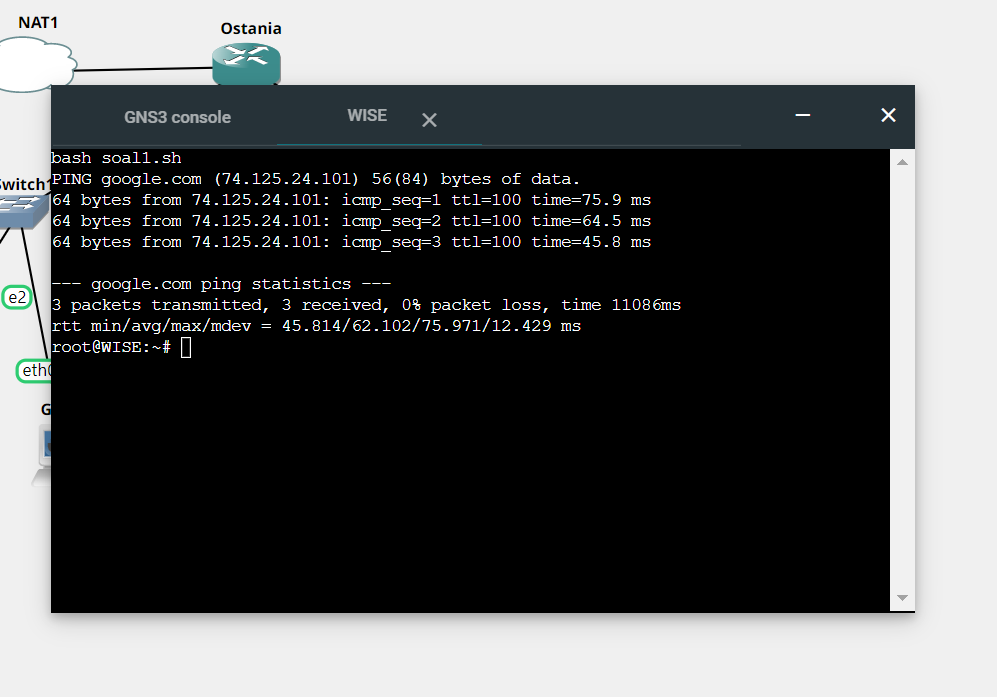 NAT1
Ostania
GNS3 console
WISE
bash soal1.sh
PING google.com (74.125.24.101) 56(84) bytes of data.
64 bytes from 74.125.24.101: icmp_seq=1 ttl=100 time=75.9 ms
64 bytes from 74.125.24.101: icmp_seq=2 ttl=100 time=64.5 ms
64 bytes from 74.125.24.101: icmp_seq=3 ttl=100 time=45.8 ms
--- google.com ping statistics ---
3 packets transmitted, 3 received, 0% packet loss, time 11086ms
rtt min/avg/max/mdev = 45.814/62.102/75.971/12.429 ms
root@WISE:~#
witch1
e2
eth0
G